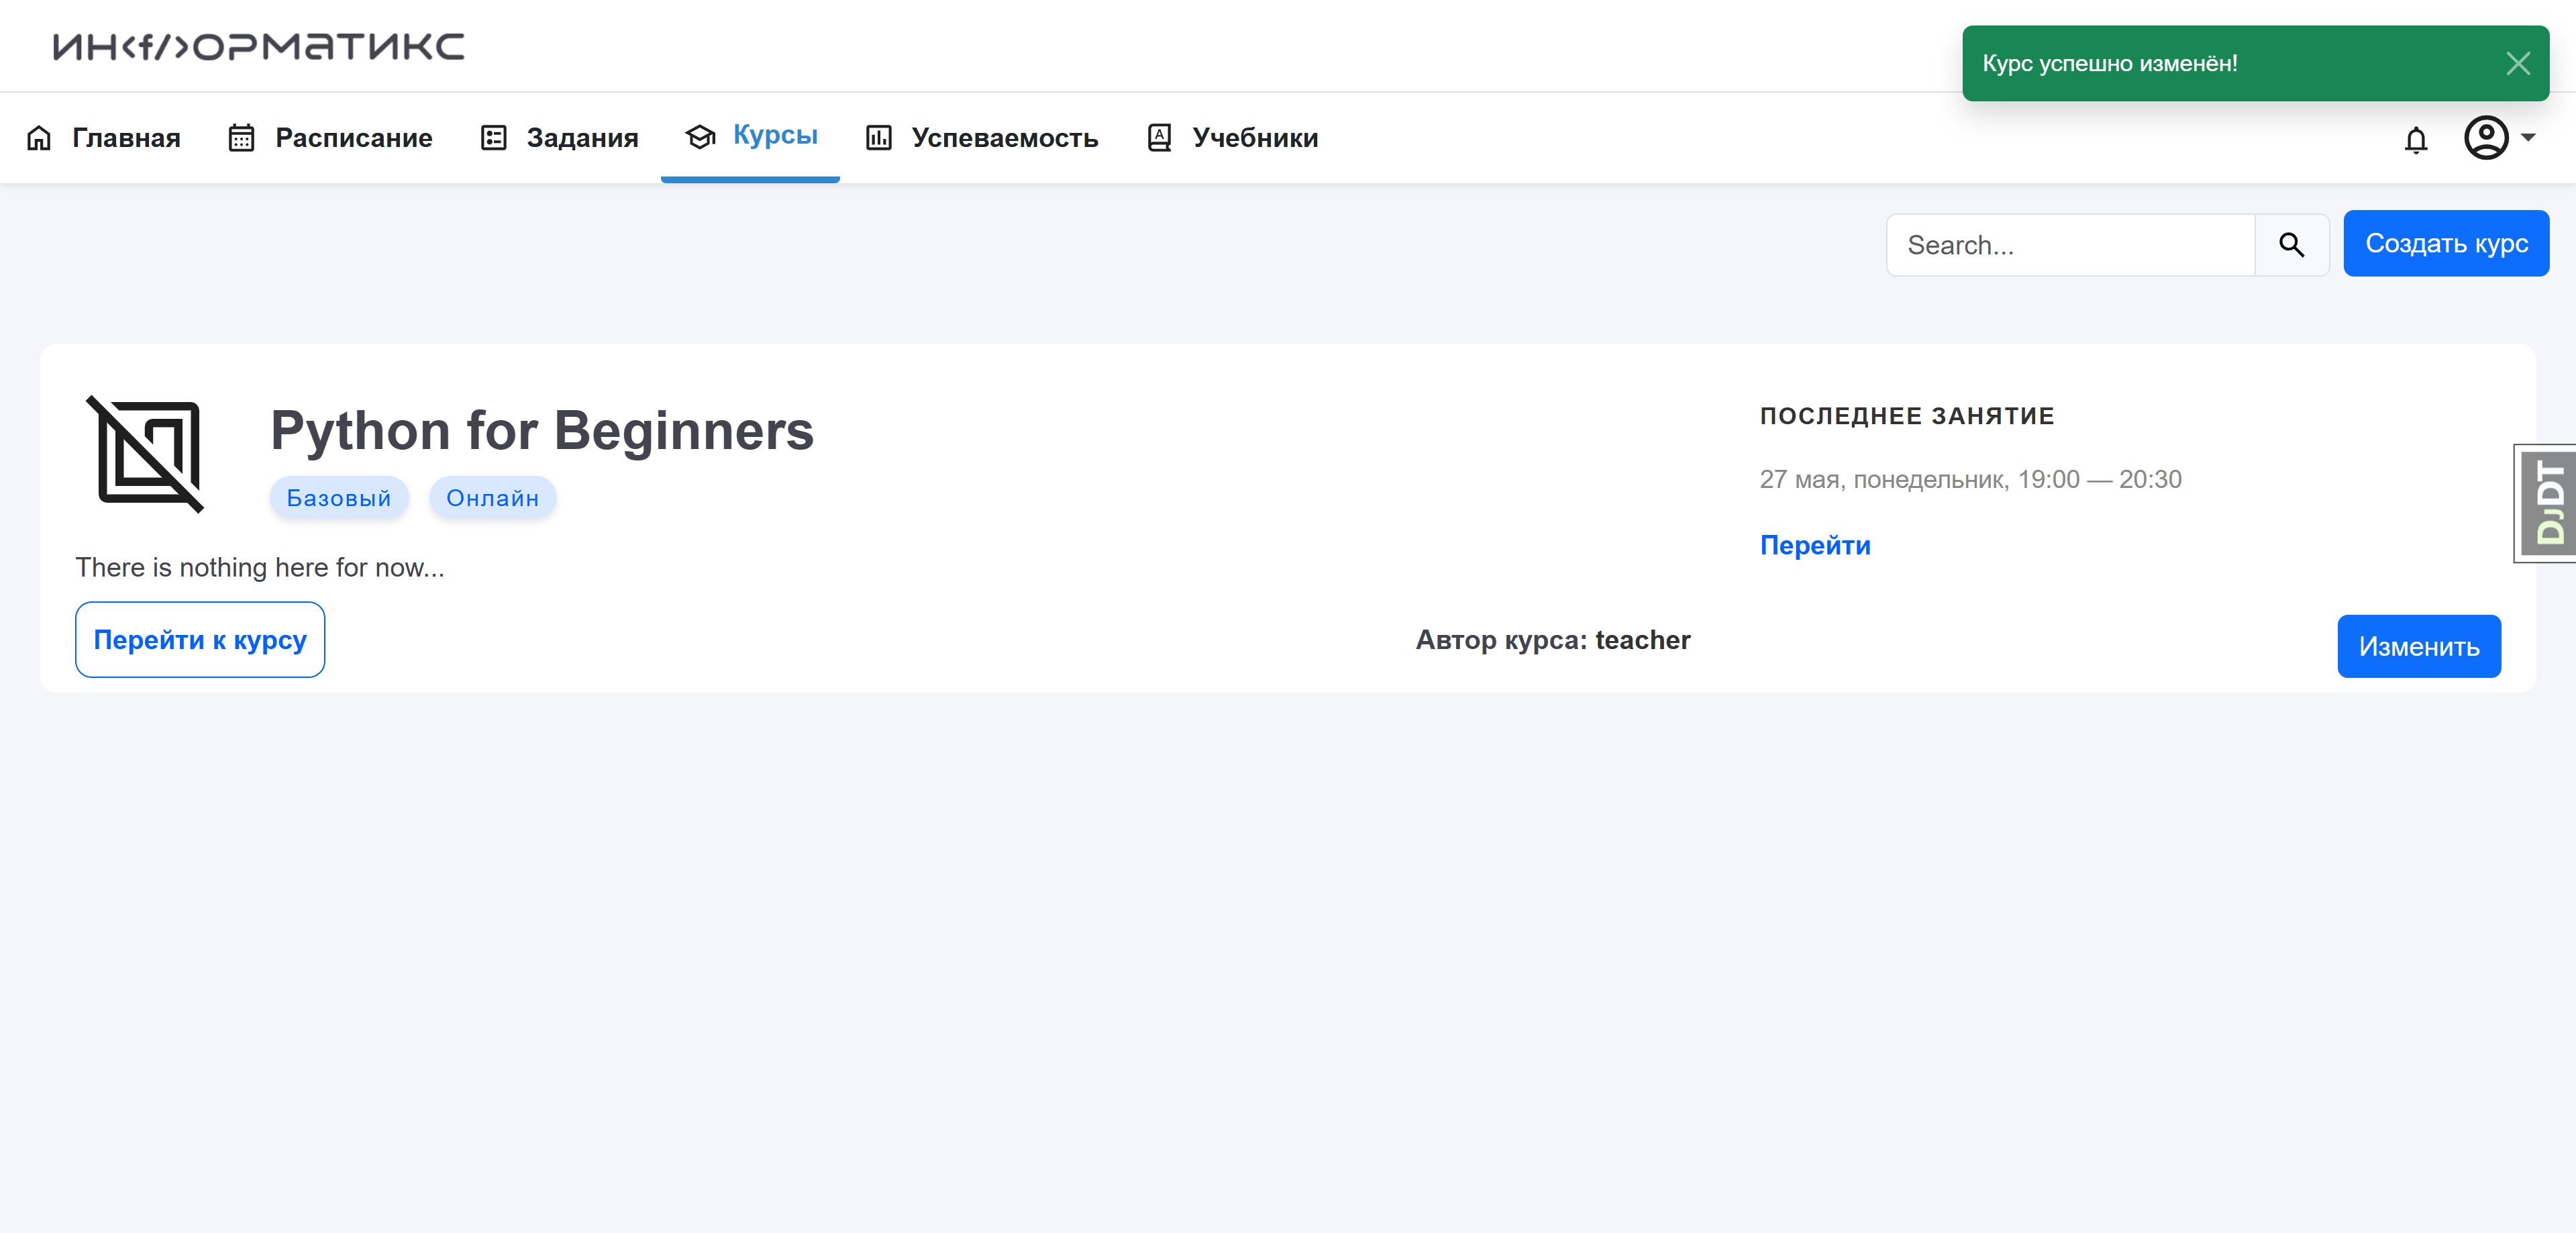 ИН<f/>ОРМАТИКС
Курс успешно изменён!
Главная
Расписание
Задания
Курсы
Успеваемость
Учебники
Search...
Создать курс
Python for Beginners
Базовый
Онлайн
There is nothing here for now...
Перейти к курсу
ПОСЛЕДНЕЕ ЗАНЯТИЕ
27 мая, понедельник, 19:00 — 20:30
Перейти
Автор курса: teacher
Изменить
DJDT